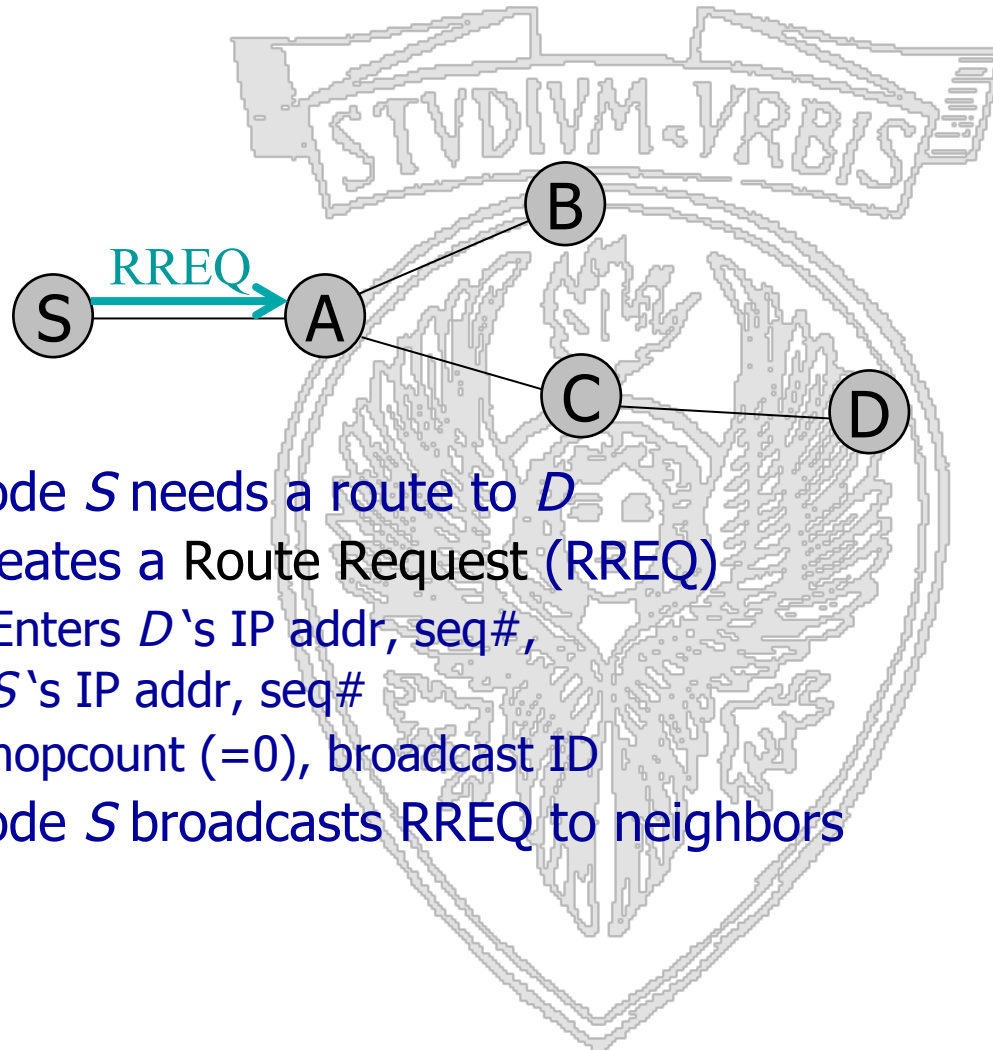 STVDIVM VRBIS
B
RREQ
S A
C
D
ode S needs a route to D
eates a Route Request (RREQ)
Enters D ‛s IP addr, seq#,
S ‛s IP addr, seq#
hopcount (=0), broadcast ID
ode S broadcasts RREQ to neighbors